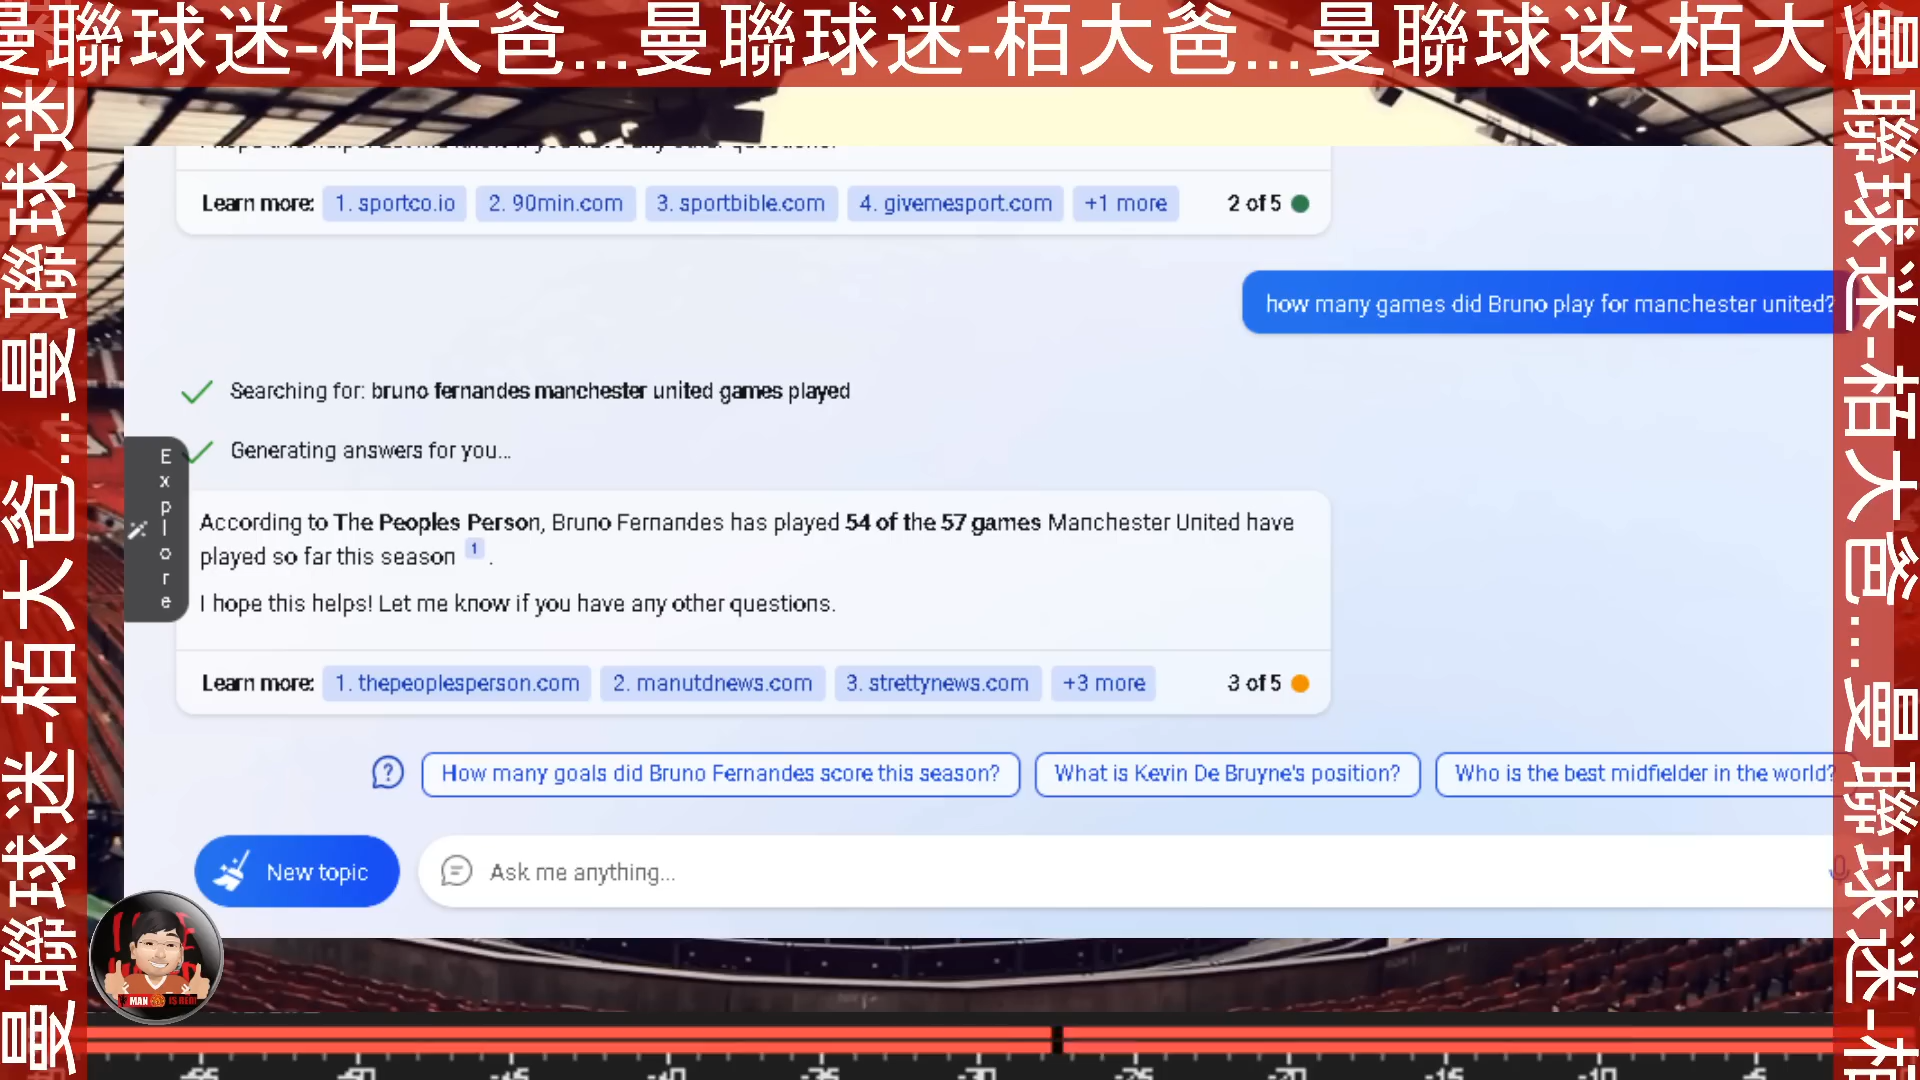 曼聯球迷-栢大爸...曼聯球迷-栢大爸...曼聯球迷-栢大
曼聯球迷-栢大爸...曼聯球迷
曼聯球迷-栢大爸...曼聯球迷
Learn more: 1. sportco.io 2. 90min.com 3. sportbible.com 4. givemesport.com +1 more 2 of 5
how many games did Bruno play for manchester united?
Searching for: bruno fernandes manchester united games played
Generating answers for you...
Explore
According to The Peoples Person, Bruno Fernandes has played 54 of the 57 games Manchester United have
played so far this season 1 .
I hope this helps! Let me know if you have any other questions.
Learn more: 1. thepeoplesperson.com 2. manutdnews.com 3. strettynews.com +3 more 3 of 5
How many goals did Bruno Fernandes score this season? What is Kevin De Bruyne's position? Who is the best midfielder in the world?
New topic Ask me anything...
MAN IS RED!